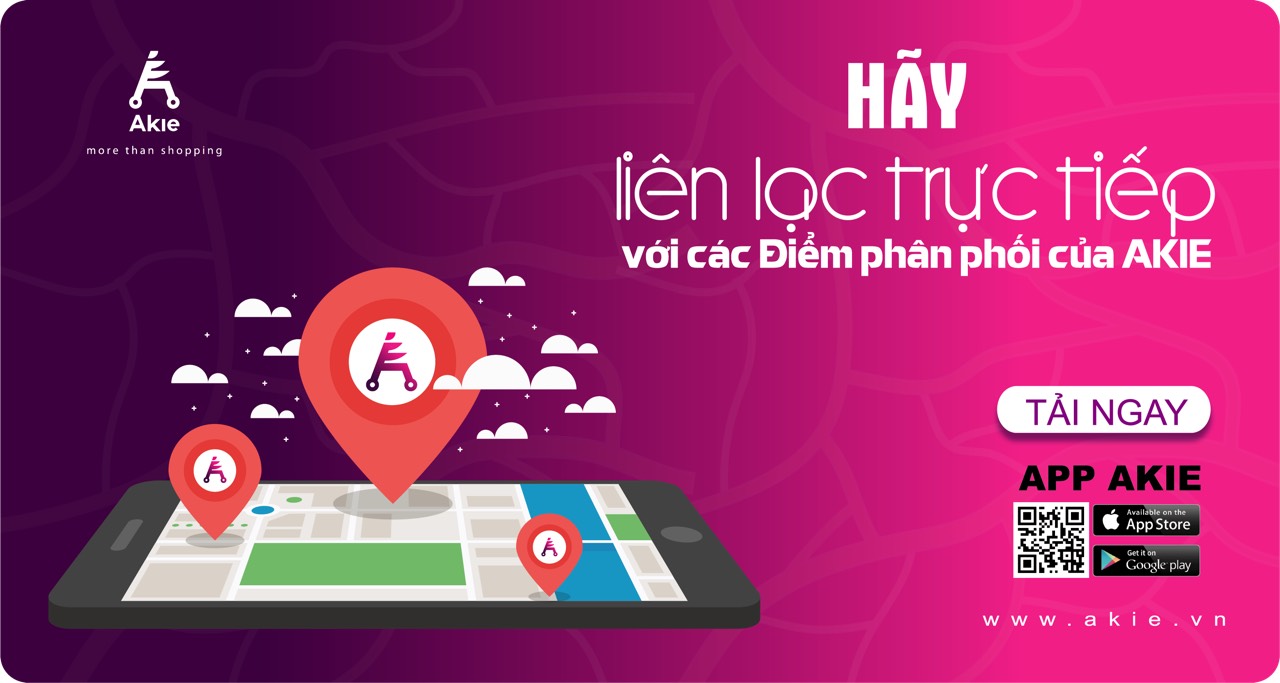 Akıe
more than shopping
HÃY
liên lạc trực tiếp
với các Điểm phân phối của AKIE
TẢI NGAY
APP AKIE
Available on the
App Store
Get it on
Google play
www.akie.vn